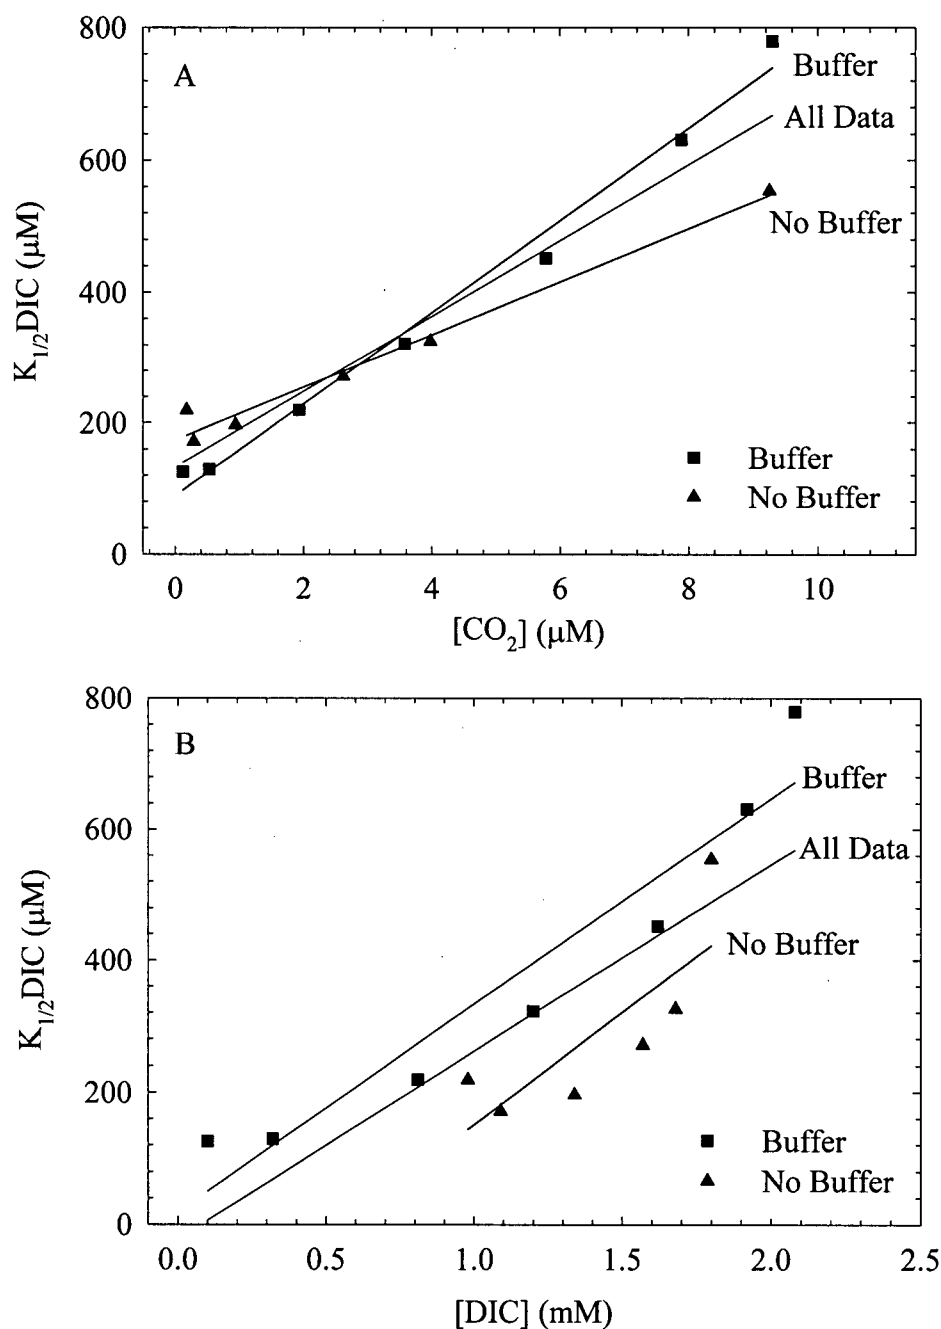 A
800
600
400
200
0
K1/2DIC (µM)
Buffer
All Data
No Buffer
■ Buffer
▲ No Buffer
0 2 4 6 8 10
[CO2] (µM)
B
800
600
400
200
0
K1/2DIC (µM)
Buffer
All Data
No Buffer
■ Buffer
▲ No Buffer
0.0 0.5 1.0 1.5 2.0 2.5
[DIC] (mM)